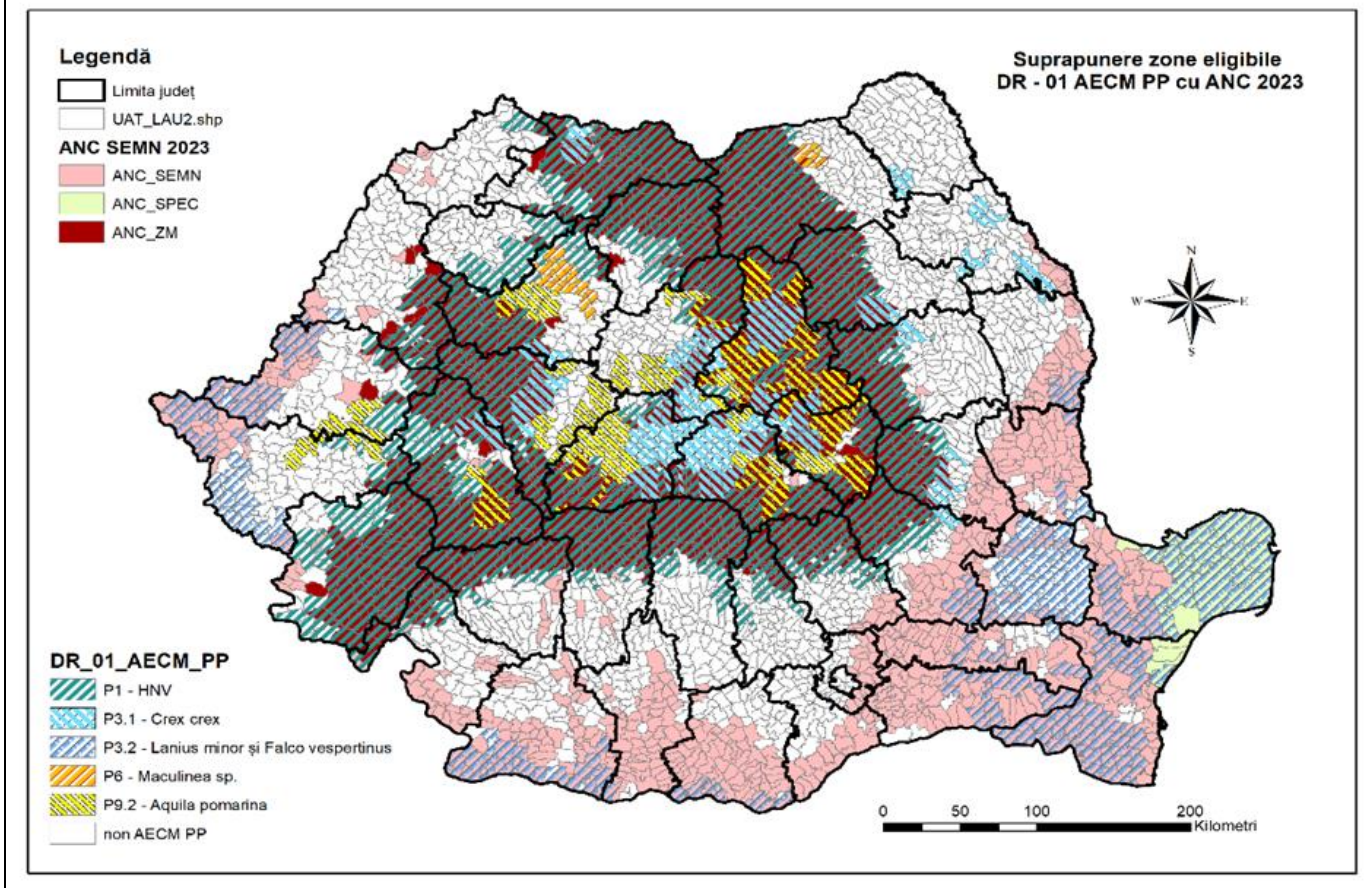 Legendă
Limita județ
UAT_LAU2.shp
ANC SEMN 2023
ANC_SEMN
ANC_SPEC
ANC_ZM
Suprapunere zone eligibile
DR - 01 AECM PP cu ANC 2023
N
W
E
S
DR_01_AECM_PP
P1 - HNV
P3.1 - Crex crex
P3.2 - Lanius minor și Falco vespertinus
P6 - Maculinea sp.
P9.2 - Aquila pomarina
non AECM PP
0 50 100 200
Kilometri